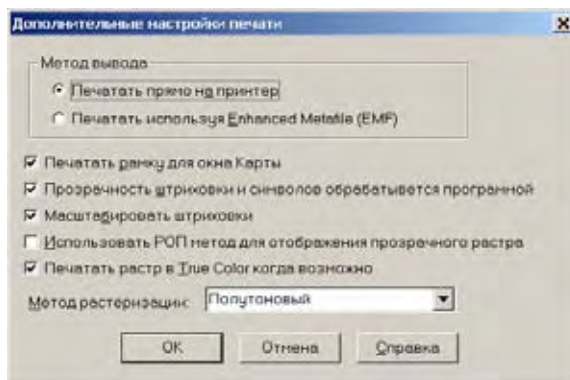 Дополнительные настройки печати
Метод вывода
Печатать прямо на принтер
Печатать используя Enhanced Metafile (EMF)
Печатать рамку для окна Карты
Прозрачность штриховки и символов обрабатывется программой
Масштабировать штриховки
Использовать РОП метод для отображения прозрачного растра
Печатать растр в True Color когда возможно
Метод растеризации: Полутоновый
ОК Отмена Справка